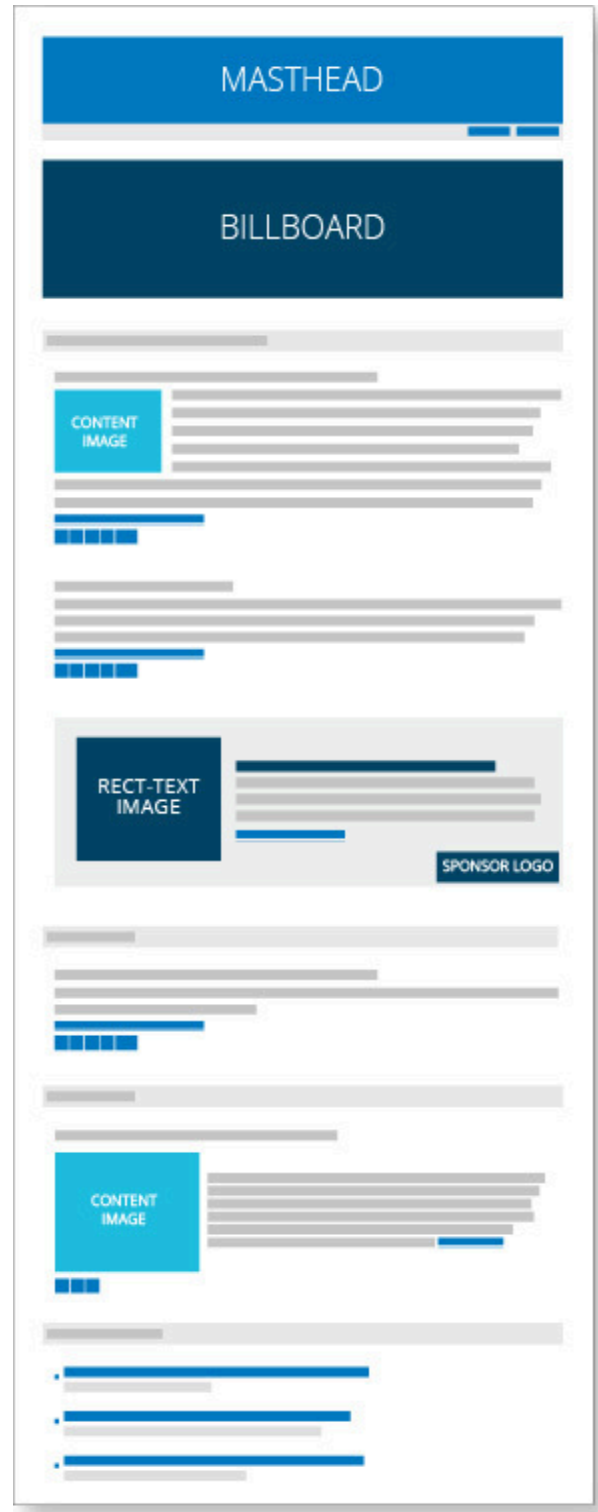 MASTHEAD
BILLBOARD
CONTENT
IMAGE
RECT-TEXT
IMAGE
SPONSOR LOGO
CONTENT
IMAGE